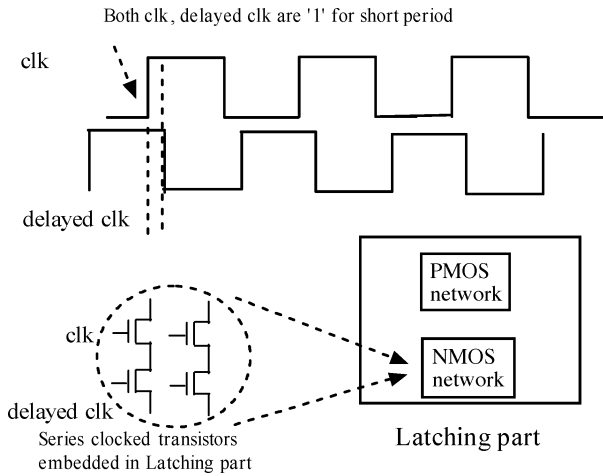 Both clk, delayed clk are '1' for short period
clk
delayed clk
PMOS
network
clk
NMOS
network
delayed clk
Series clocked transistors
embedded in Latching part
Latching part